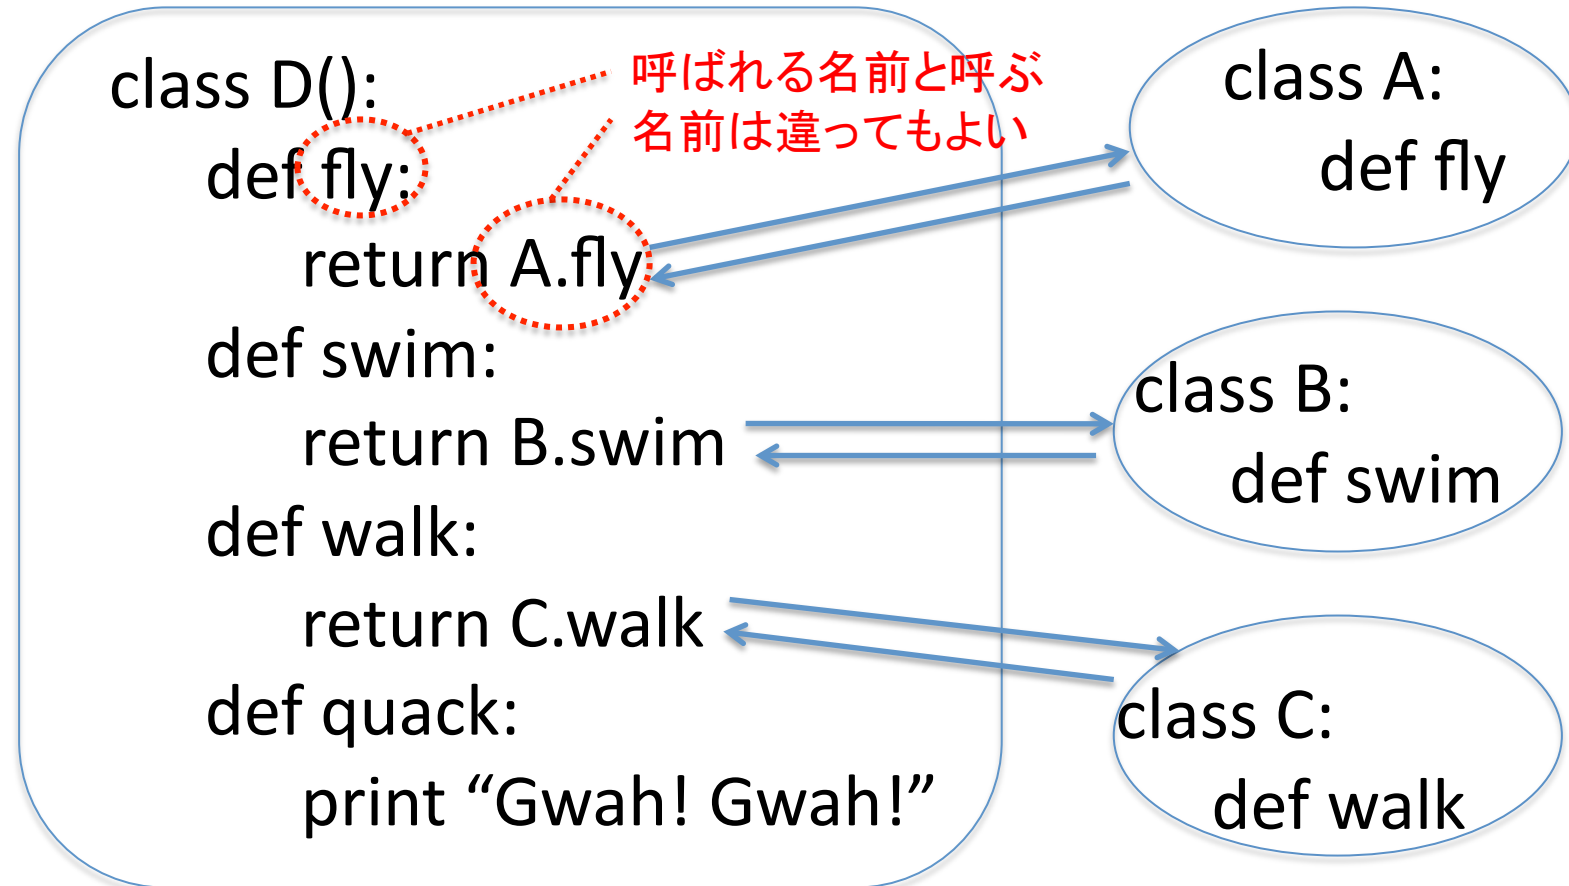 class D():
def fly:
return A.fly
def swim:
return B.swim
def walk:
return C.walk
def quack:
print “Gwah! Gwah!”
呼ばれる名前と呼ぶ
名前は違ってもよい
class A:
def fly
class B:
def swim
class C:
def walk